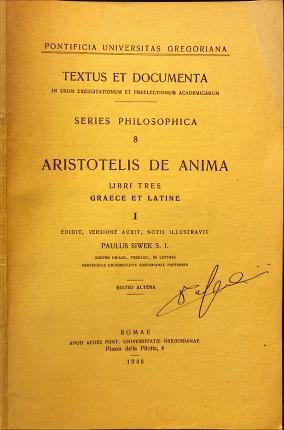 PONTIFICIA UNIVERSITAS GREGORIANA
TEXTUS ET DOCUMENTA
IN USUM EXERCITATIONUM ET PRAELECTIONUM ACADEMICARUM
SERIES PHILOSOPHICA
8
ARISTOTELIS DE ANIMA
LIBRI TRES
GRAECE ET LATINE
I
EDIDIT, VERSIONE AUXIT, NOTIS ILLUSTRAVIT
PAULUS SIWEK S. I.
DOCTOR PHILOS., THEOLOG., ET LITTER.
PONTIFICIAE UNIVERSITATIS GREGORIANAE PROFESSOR
EDITIO ALTERA
ROMAE
APUD AEDES PONT. UNIVERSITATIS GREGORIANAE
Piazza della Pilotta, 4
1946